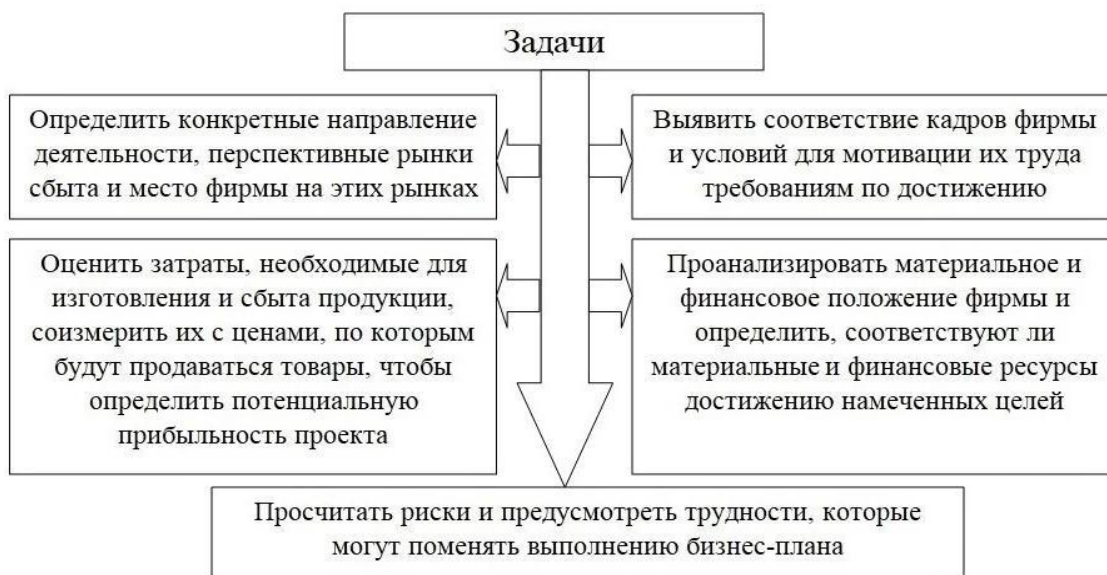 Задачи
Определить конкретные направление
деятельности, перспективные рынки
сбыта и место фирмы на этих рынках
Выявить соответствие кадров фирмы
и условий для мотивации их труда
требованиям по достижению
Оценить затраты, необходимые для
изготовления и сбыта продукции,
соизмерить их с ценами, по которым
будут продаваться товары, чтобы
определить потенциальную
прибыльность проекта
Проанализировать материальное и
финансовое положение фирмы и
определить, соответствуют ли
материальные и финансовые ресурсы
достижению намеченных целей
Просчитать риски и предусмотреть трудности, которые
могут поменять выполнению бизнес-плана